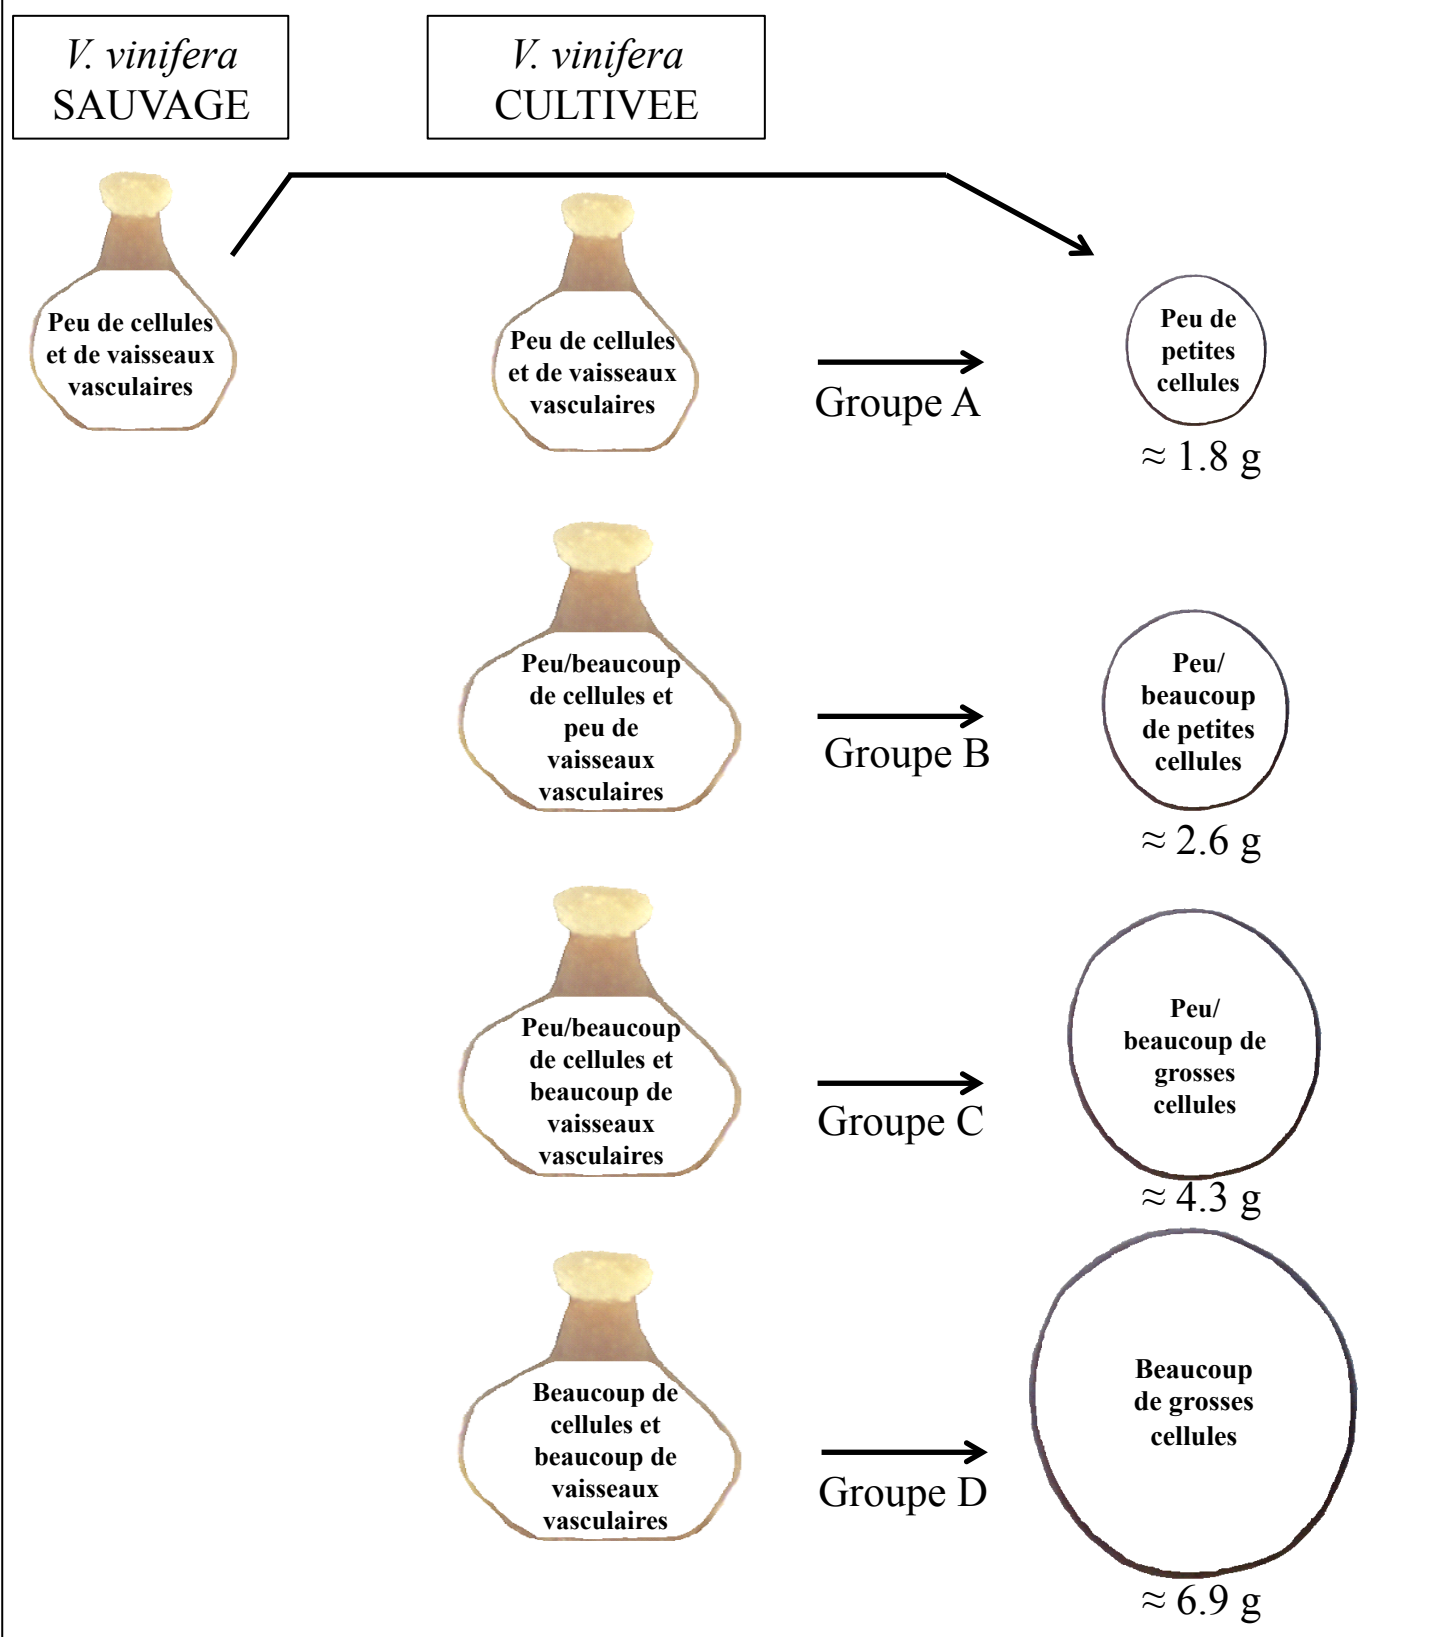 V. vinifera
SAUVAGE
V. vinifera
CULTIVEE
Peu de cellules
et de vaisseaux
vasculaires
Peu de cellules
et de vaisseaux
vasculaires
Groupe A
Peu de
petites
cellules
≈ 1.8 g
Peu/beaucoup
de cellules et
peu de
vaisseaux
vasculaires
Groupe B
Peu/
beaucoup
de petites
cellules
≈ 2.6 g
Peu/beaucoup
de cellules et
beaucoup de
vaisseaux
vasculaires
Groupe C
Peu/
beaucoup de
grosses
cellules
≈ 4.3 g
Beaucoup de
cellules et
beaucoup de
vaisseaux
vasculaires
Groupe D
Beaucoup
de grosses
cellules
≈ 6.9 g